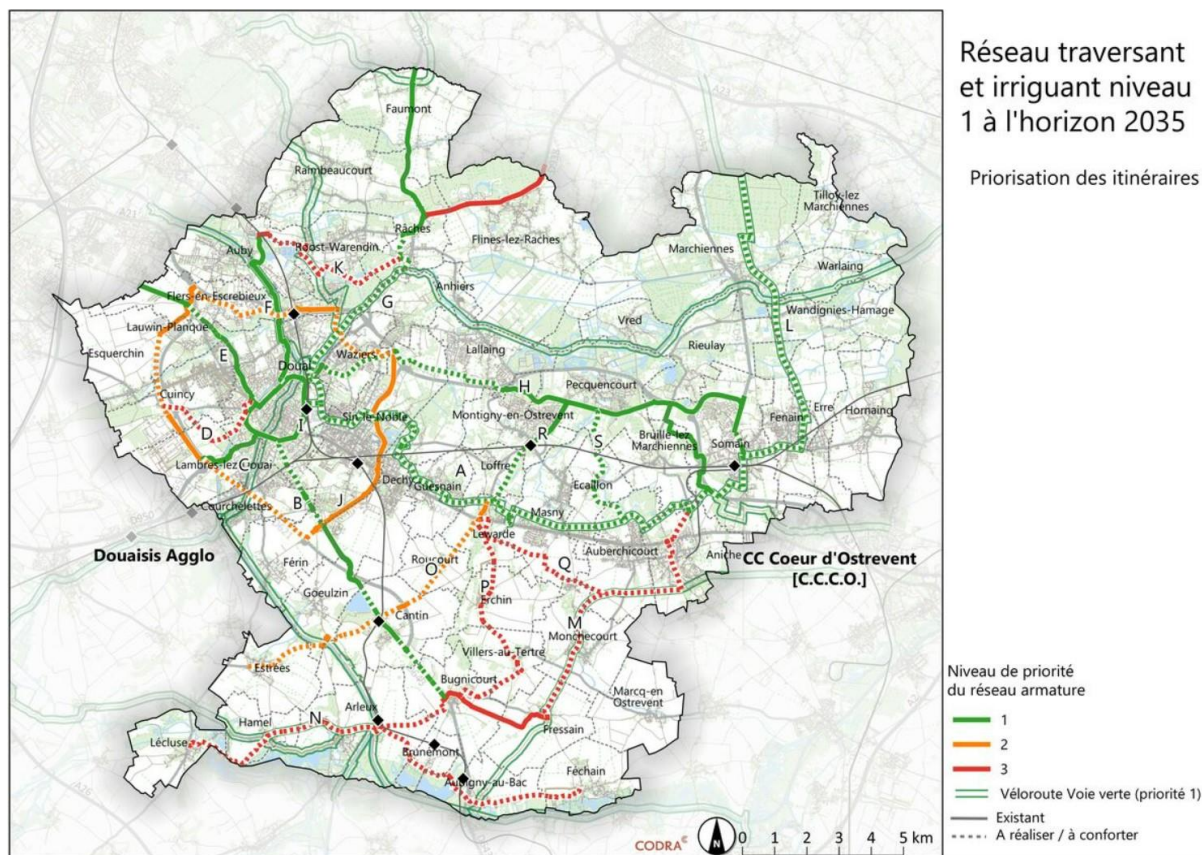 Réseau traversant
et irriguant niveau
1 à l'horizon 2035
Priorisation des itinéraires
Faumont
Raimbeaucourt
Râches
Flines-lez-Raches
Roost-Warendin
Auby
K
Anhiers
Marchiennes
Tilloy-lez
Marchiennes
Warlaing
Wandignies-Hamage
L
Flers-en-Escrebieux
F
G
Lauwin-Planque
Esquerchin
E
Waziers
Lallaing
Vred
Rieulay
Douai
Cuincy
H
Pecquencourt
D
I
Sin-le-Noble
Montigny-en-Ostrevent
R
S
Bruille-lez
Marchiennes
Somain
Fenain
Erre
Hornaing
Lambres-lez-Douai
C
Dechy
Guesnain
A
Loffre
Ecaillon
Courchelettes
B
J
Masny
Lewarde
Auberchicourt
Aniche
Douaisis Agglo
CC Coeur d'Ostrevent
[C.C.C.O.]
Férin
Roucourt
O
Q
P
Erchin
Goeulzin
Cantin
M
Monchecourt
Estrées
Villers-au-Tertre
Bugnicourt
Marcq-en
Ostrevent
Hamel
N
Arleux
Fressain
Lécluse
Brunémont
Aubigny-au-Bac
Féchain
Niveau de priorité
du réseau armature
1
2
3
Véloroute Voie verte (priorité 1)
Existant
A réaliser / à conforter
CODRA
N
0 1 2 3 4 5 km